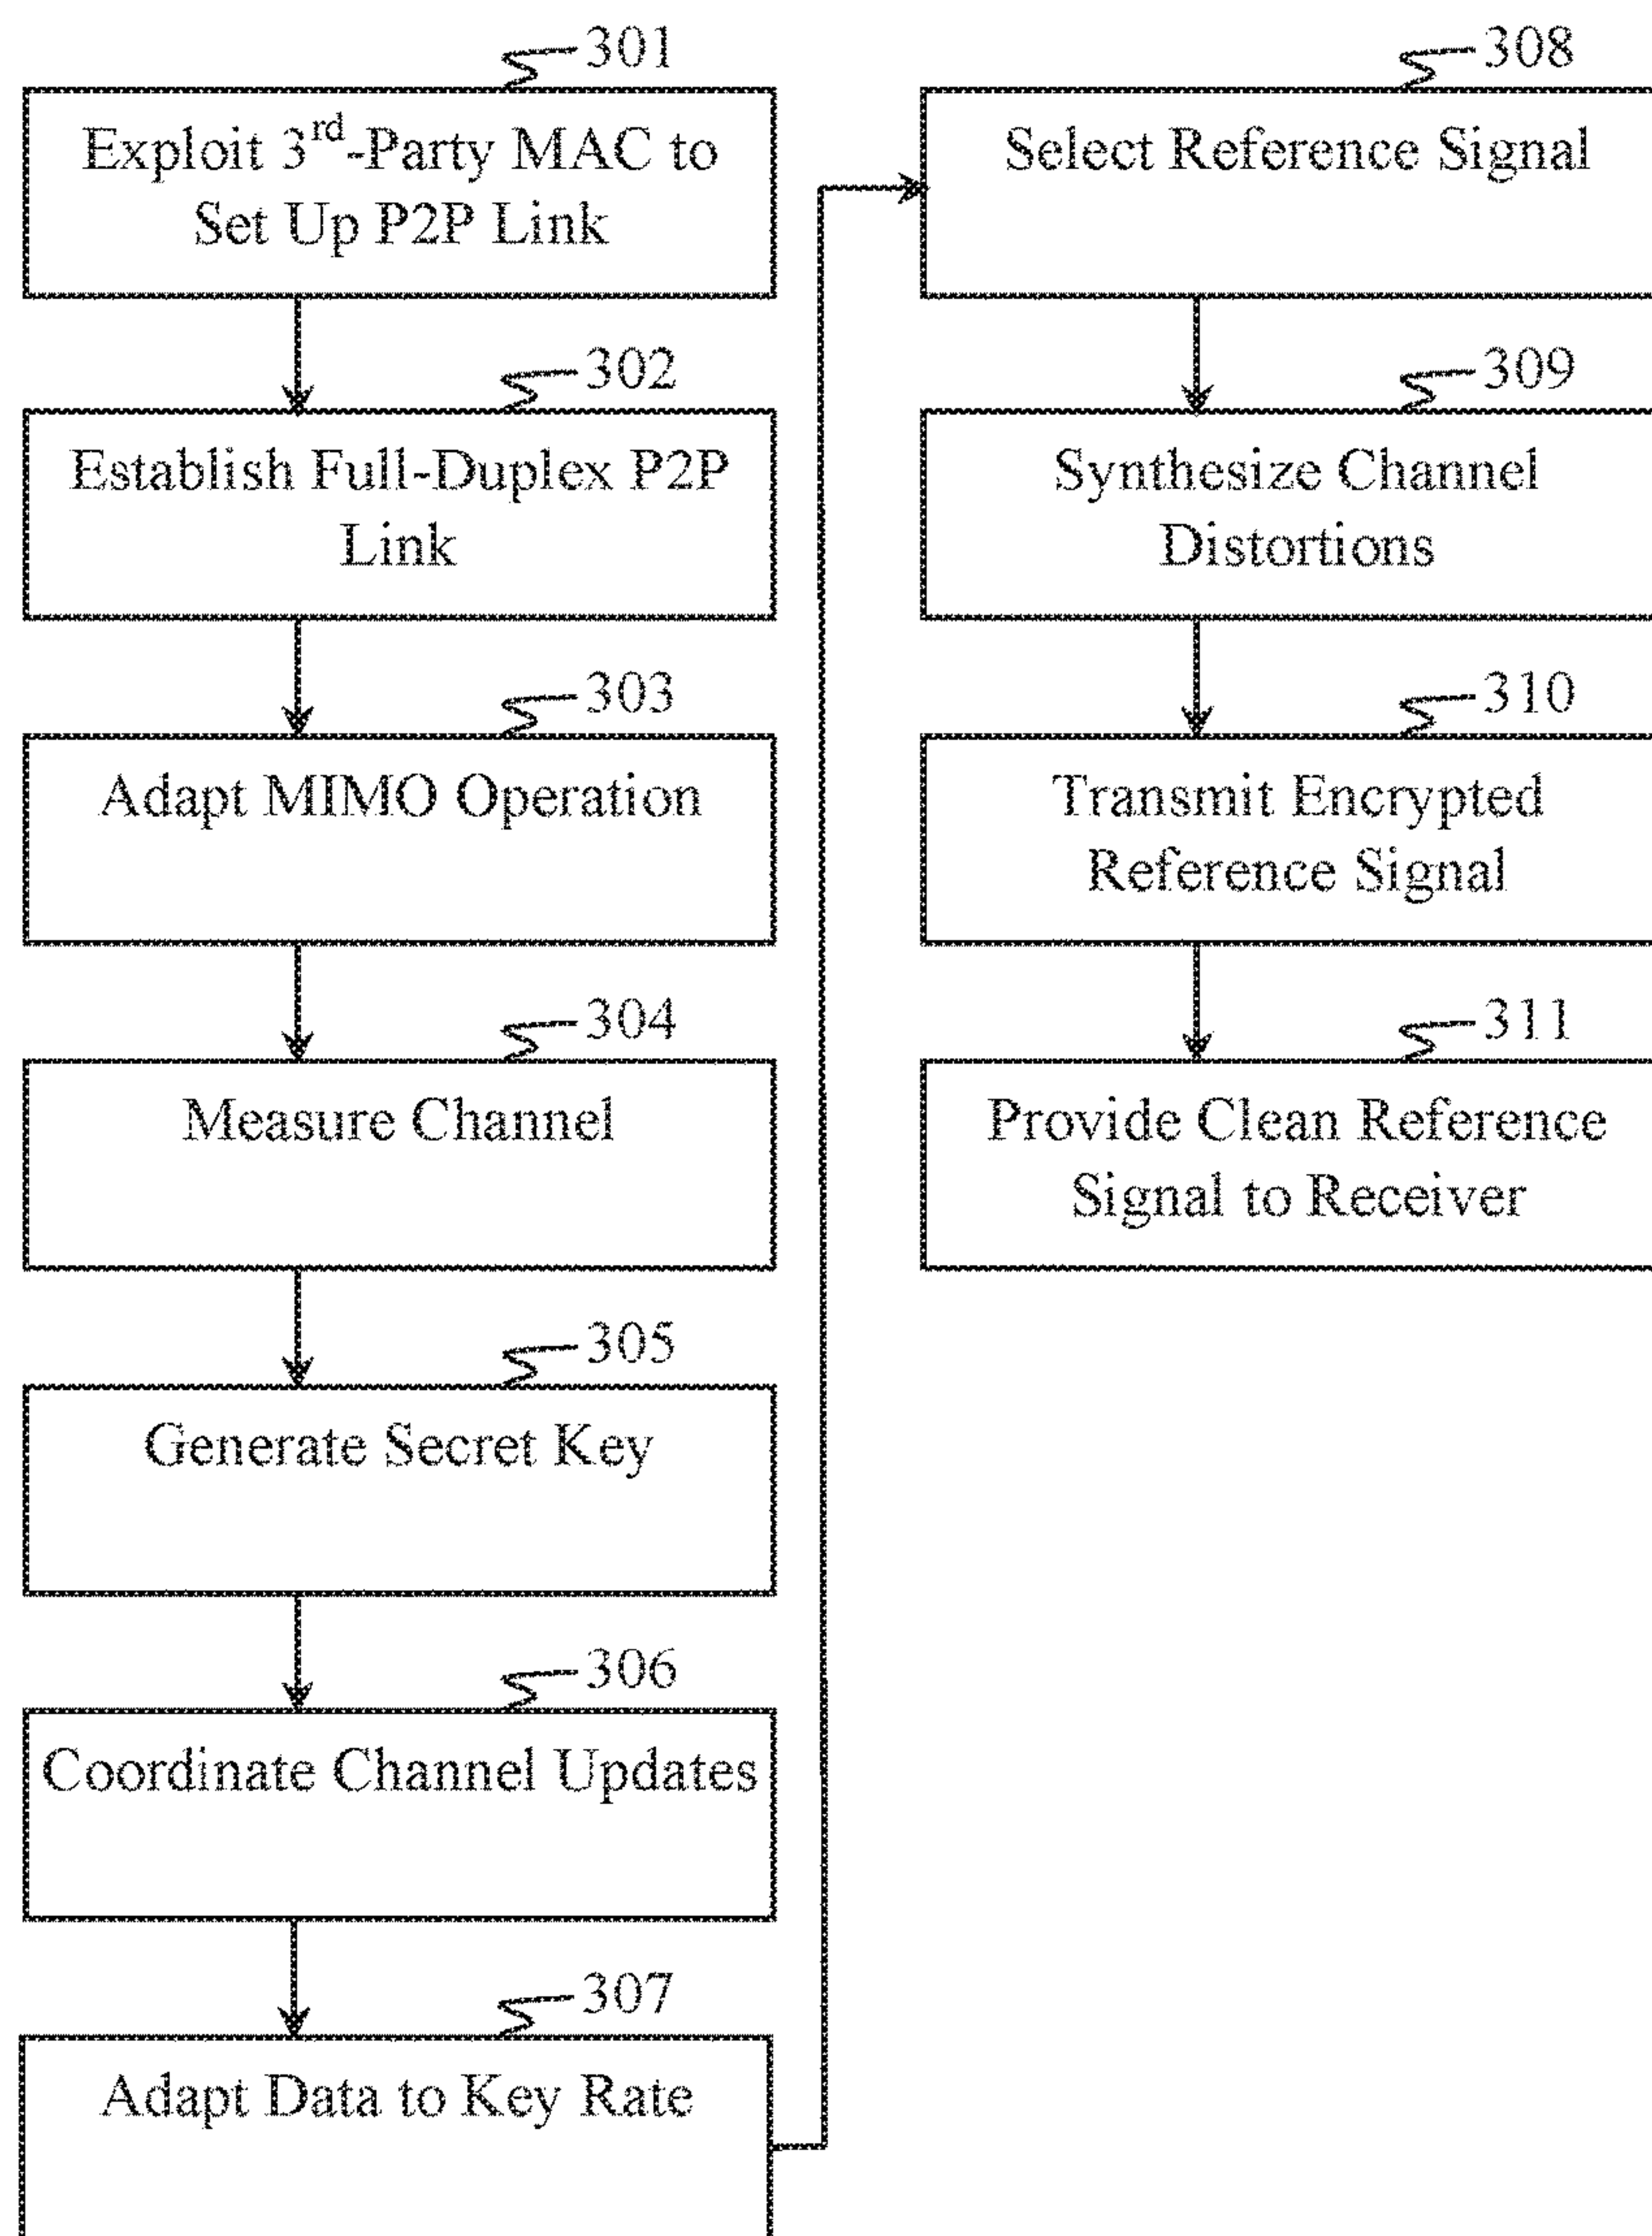 301
Exploit 3rd-Party MAC to
Set Up P2P Link
302
Establish Full-Duplex P2P
Link
303
Adapt MIMO Operation
304
Measure Channel
305
Generate Secret Key
306
Coordinate Channel Updates
307
Adapt Data to Key Rate
308
Select Reference Signal
309
Synthesize Channel
Distortions
310
Transmit Encrypted
Reference Signal
311
Provide Clean Reference
Signal to Receiver